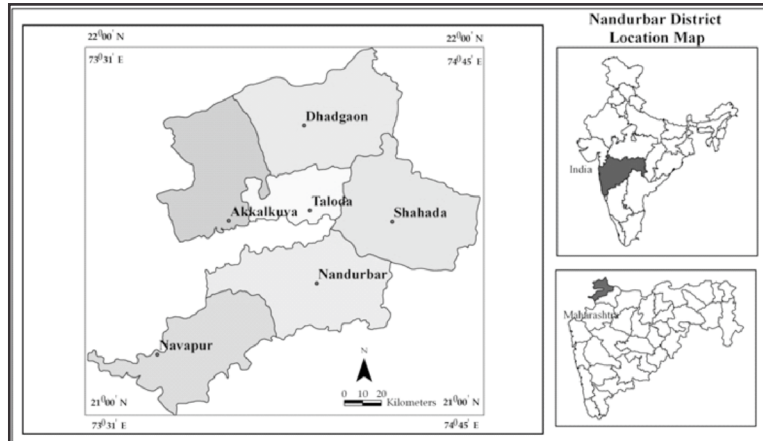 Nandurbar District
Location Map
22°00' N
73°31' E
22°00' N
74°45' E
Dhadgaon
Akkalkuva
Taloda
Shahada
Nandurbar
Navapur
N
0 10 20
Kilometers
21°00' N
73°31' E
21°00' N
74°45' E
India
Maharashtra